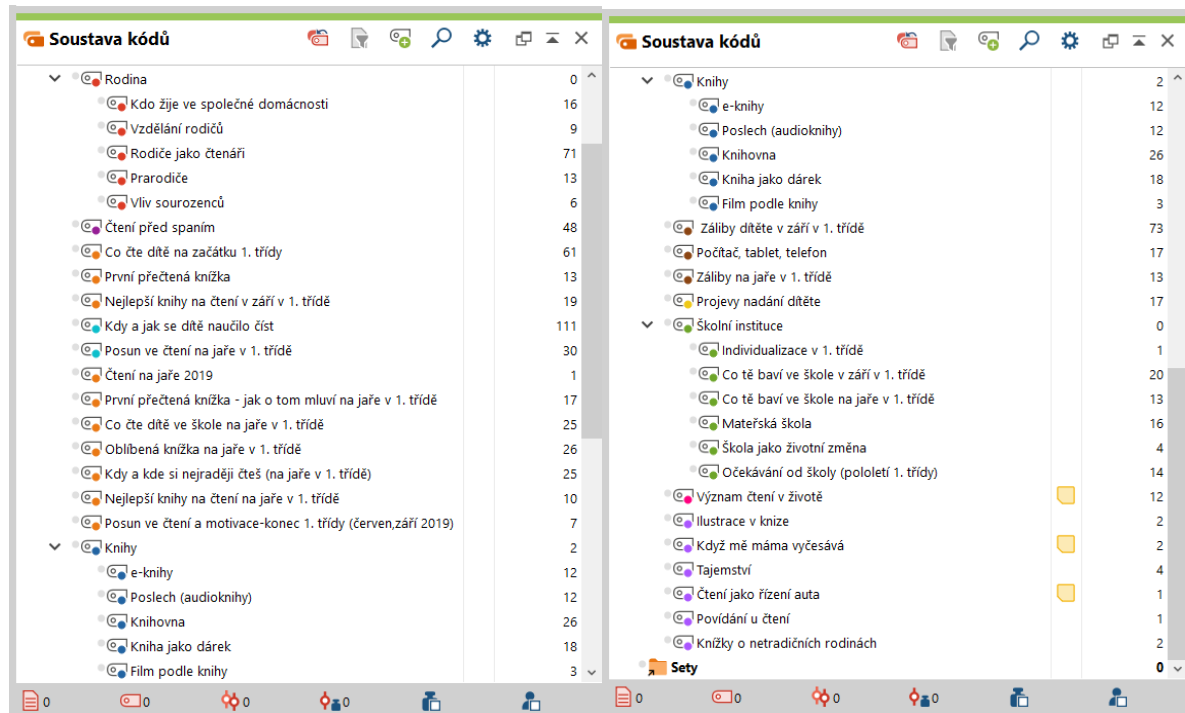 Soustava kódů
Rodina 0
Kdo žije ve společné domácnosti 16
Vzdělání rodičů 9
Rodiče jako čtenáři 71
Prarodiče 13
Vliv sourozenců 6
Čtení před spaním 48
Co čte dítě na začátku 1. třídy 61
První přečtená knížka 13
Nejlepší knihy na čtení v září v 1. třídě 19
Kdy a jak se dítě naučilo číst 111
Posun ve čtení na jaře v 1. třídě 30
Čtení na jaře 2019 1
První přečtená knížka - jak o tom mluví na jaře v 1. třídě 17
Co čte dítě ve škole na jaře v 1. třídě 25
Oblíbená knížka na jaře v 1. třídě 26
Kdy a kde si nejraději čteš (na jaře v 1. třídě) 25
Nejlepší knihy na čtení na jaře v 1. třídě 10
Posun ve čtení a motivace-konec 1. třídy (červen,září 2019) 7
Knihy 2
e-knihy 12
Poslech (audioknihy) 12
Knihovna 26
Kniha jako dárek 18
Film podle knihy 3
0 0 0 0
Soustava kódů
Knihy 2
e-knihy 12
Poslech (audioknihy) 12
Knihovna 26
Kniha jako dárek 18
Film podle knihy 3
Záliby dítěte v září v 1. třídě 73
Počítač, tablet, telefon 17
Záliby na jaře v 1. třídě 13
Projevy nadání dítěte 17
Školní instituce 0
Individualizace v 1. třídě 1
Co tě baví ve škole v září v 1. třídě 20
Co tě baví ve škole na jaře v 1. třídě 13
Mateřská škola 16
Škola jako životní změna 4
Očekávání od školy (pololetí 1. třídy) 14
Význam čtení v životě 12
Ilustrace v knize 2
Když mě máma vyčesává 2
Tajemství 4
Čtení jako řízení auta 1
Povídání u čtení 1
Knížky o netradičních rodinách 2
Sety 0
0 0 0 0